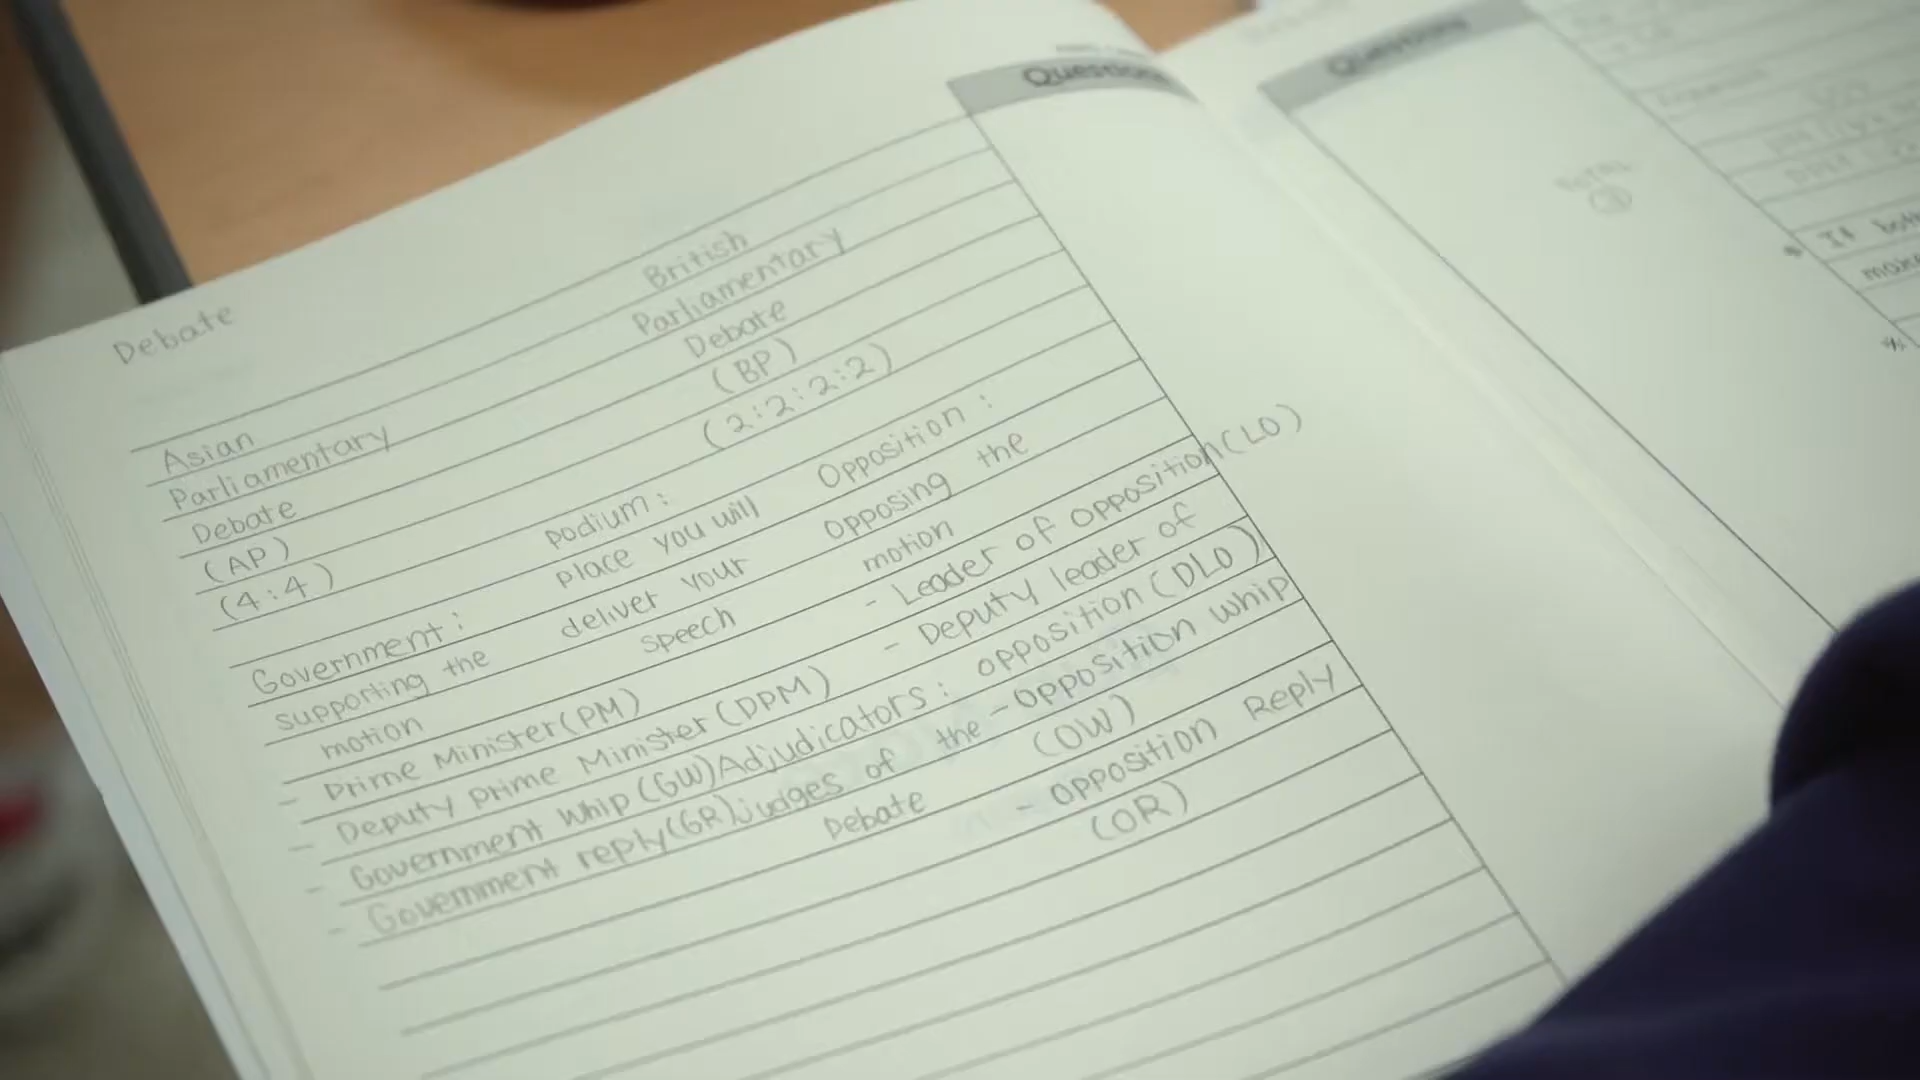 Questions
Debate
Asian
Parliamentary
Debate
(AP)
(4:4)
British
Parliamentary
Debate
(BP)
(2:2:2:2)
Government:
supporting the
motion
- Prime Minister(PM)
- Deputy prime Minister (DPM)
- Government Whip (GW)
- Government reply(GR)
podium:
place you will
deliver your
speech
Adjudicators:
judges of the
Debate
Opposition:
opposing the
motion
- Leader of opposition(LO)
- Deputy leader of
opposition (DLO)
- opposition whip
(OW)
- opposition Reply
(OR)
Questions
TOTAL
If